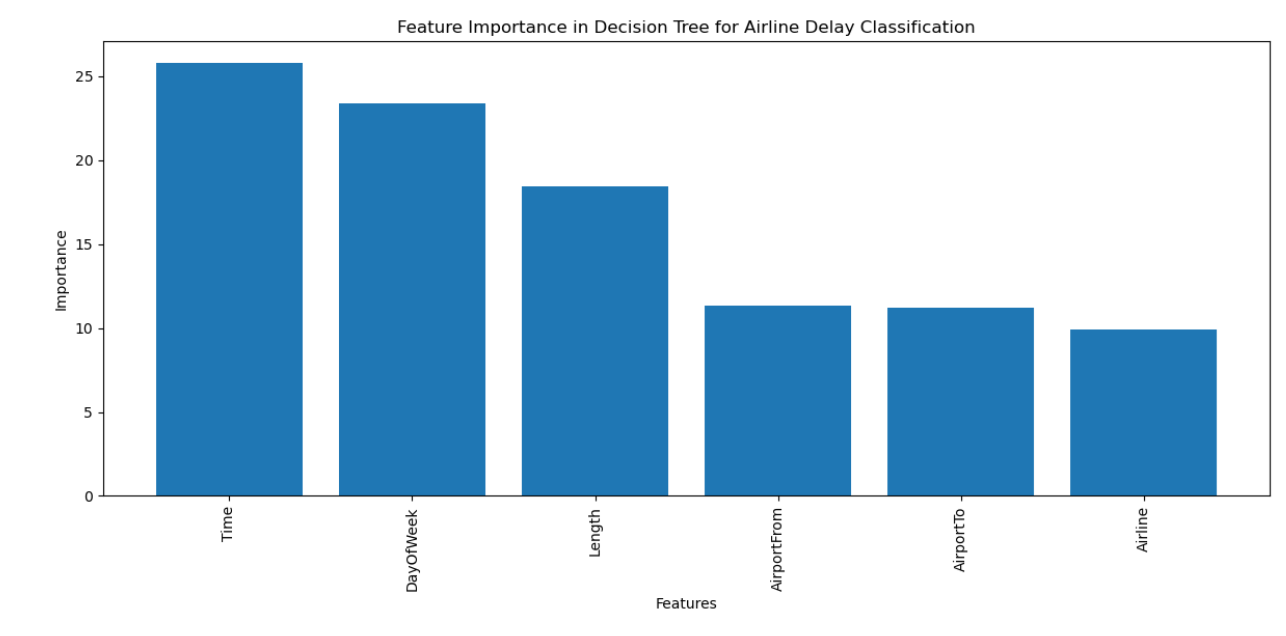 Feature Importance in Decision Tree for Airline Delay Classification
25
20
15
10
5
0
Importance
Time
DayOfWeek
Length
AirportFrom
AirportTo
Airline
Features